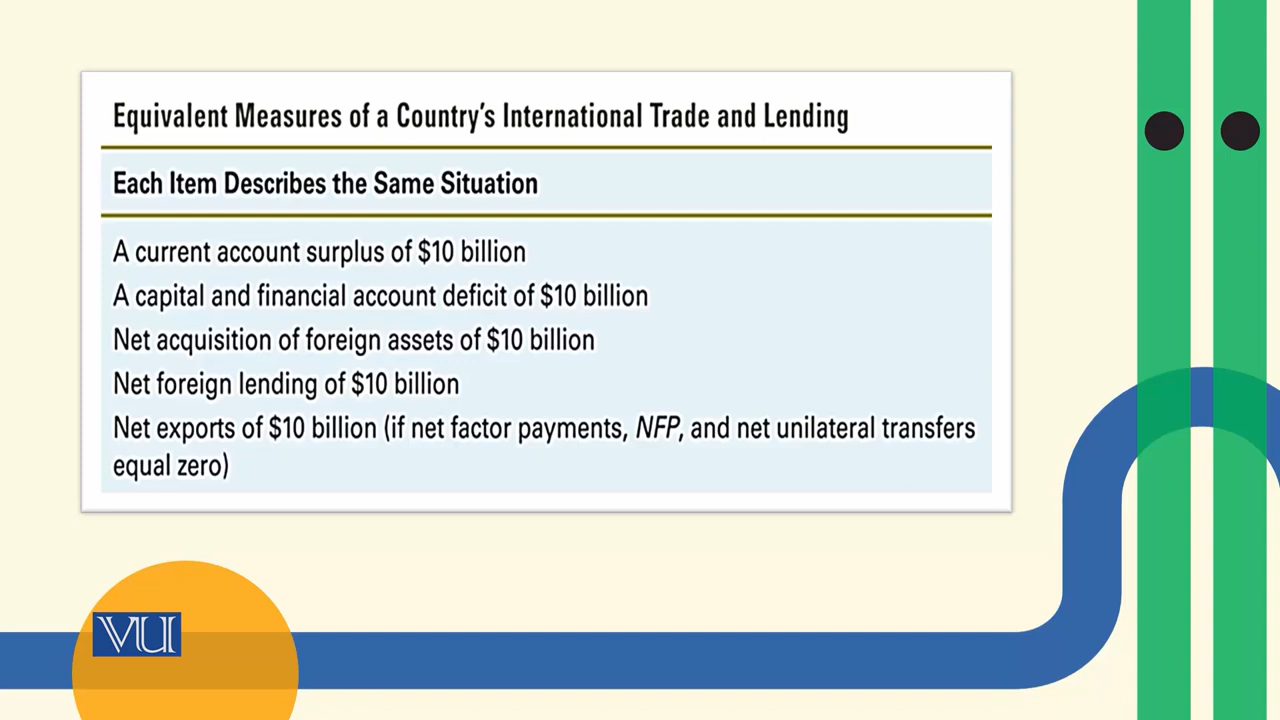 Equivalent Measures of a Country's International Trade and Lending
Each Item Describes the Same Situation
A current account surplus of $10 billion
A capital and financial account deficit of $10 billion
Net acquisition of foreign assets of $10 billion
Net foreign lending of $10 billion
Net exports of $10 billion (if net factor payments, NFP, and net unilateral transfers
equal zero)
VU